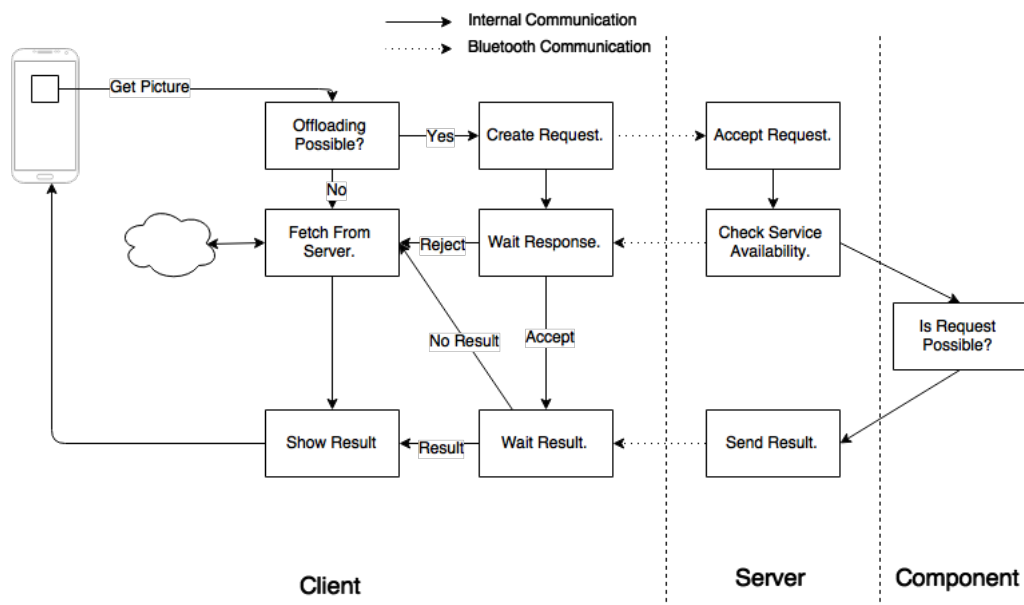 Internal Communication
Bluetooth Communication
Get Picture
Offloading
Possible?
Yes
Create Request.
Accept Request.
No
Fetch From
Server.
Reject
Wait Response.
Check Service
Availability.
Is Request
Possible?
No Result
Accept
Show Result
Result
Wait Result.
Send Result.
Client
Server
Component